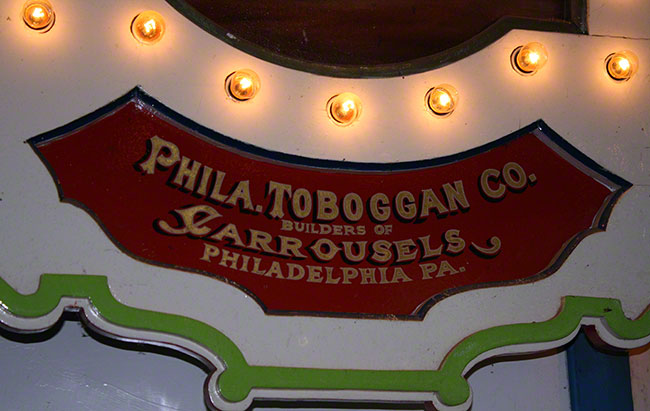 PHILA. TOBOGGAN CO.
BUILDERS OF
CARROUSELS
PHILADELPHIA PA.